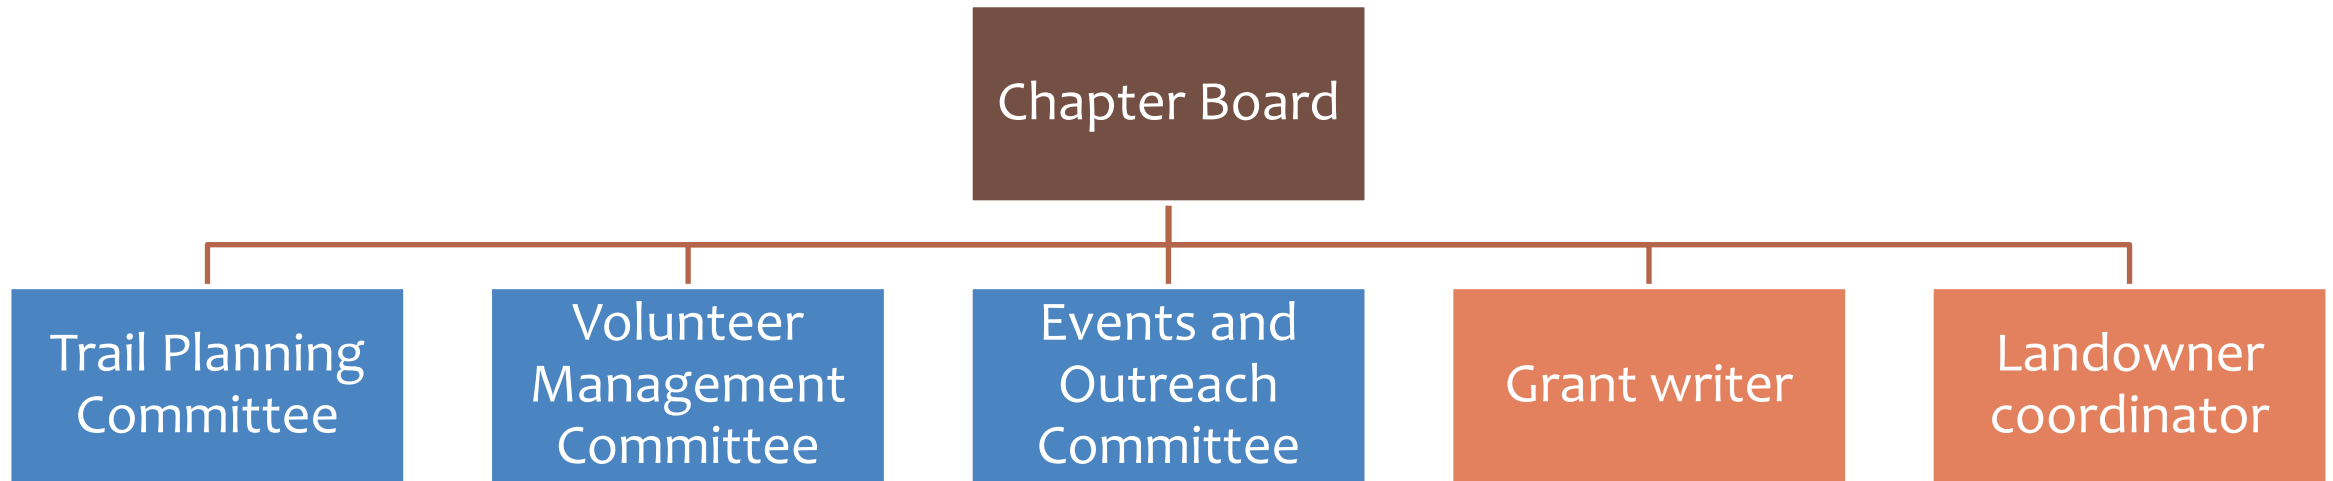 Chapter Board
Trail Planning
Committee
Volunteer
Management
Committee
Events and
Outreach
Committee
Grant writer
Landowner
coordinator